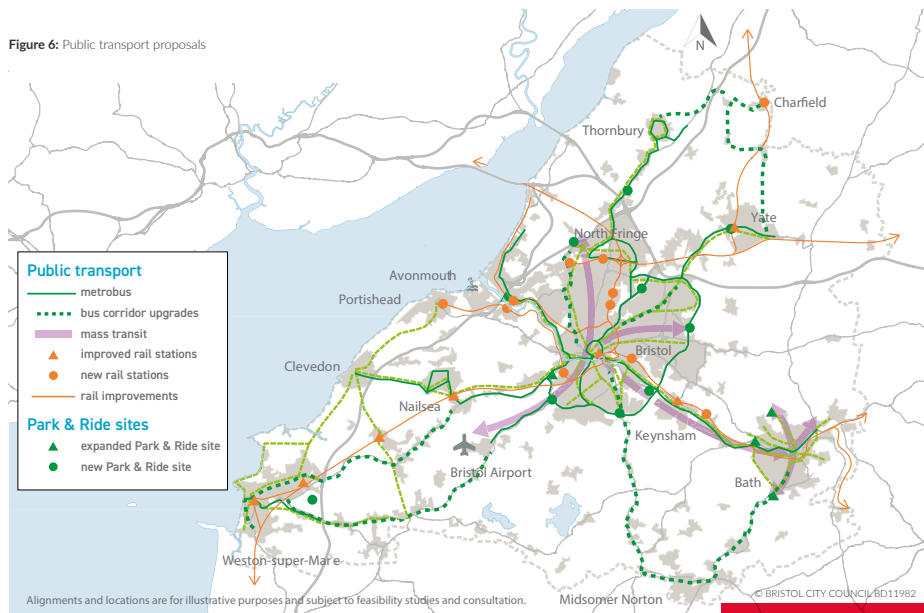 Figure 6: Public transport proposals
N
Charfield
Thornbury
Yate
North Fringe
Avonmouth
Portishead
Bristol
Clevedon
Nailsea
Keynsham
Bristol Airport
Bath
Weston-super-Mare
Midsomer Norton
Public transport
metrobus
bus corridor upgrades
mass transit
improved rail stations
new rail stations
rail improvements
Park & Ride sites
expanded Park & Ride site
new Park & Ride site
Alignments and locations are for illustrative purposes and subject to feasibility studies and consultation.
© BRISTOL CITY COUNCIL BD11982